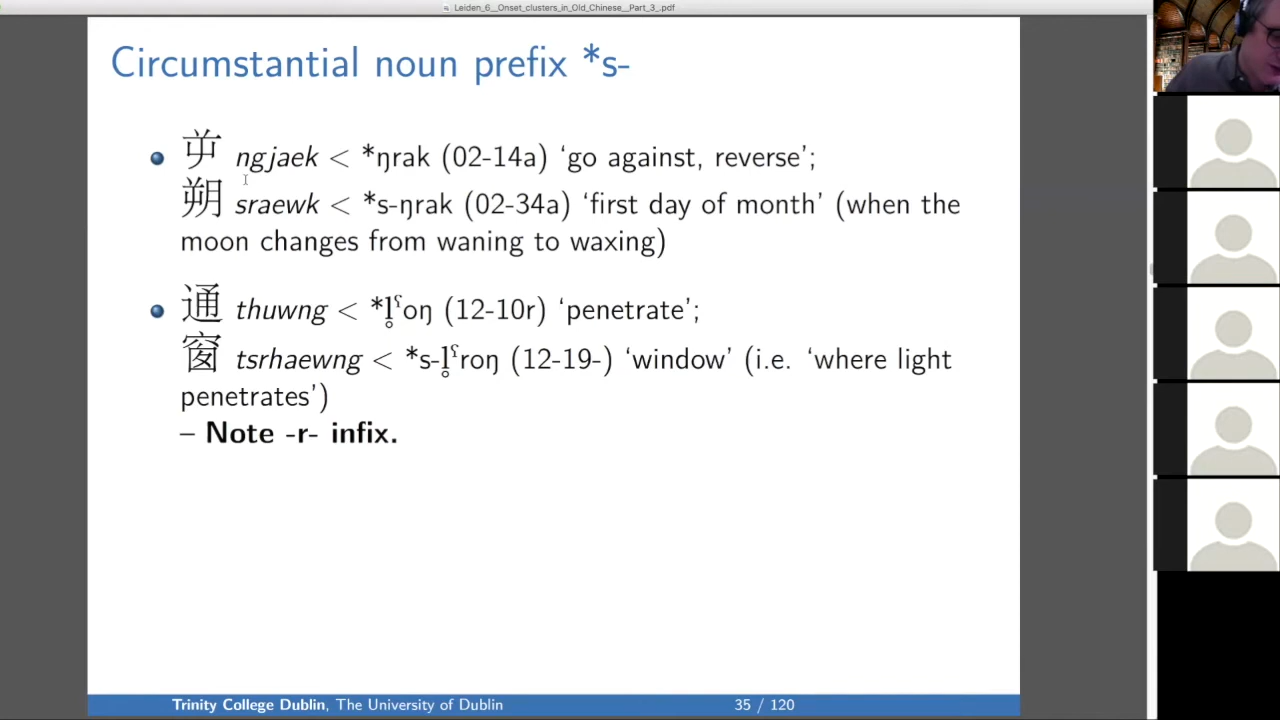 Leiden_6__Onset_clusters_in_Old_Chinese__Part_3_.pdf
Circumstantial noun prefix *s-
屰 ngjaek < *ŋrak (02-14a) ‘go against, reverse’;
朔 sraewk < *s-ŋrak (02-34a) ‘first day of month’ (when the
moon changes from waning to waxing)
通 thuwng < *l̥ˤoŋ (12-10r) ‘penetrate’;
窗 tsrhaewng < *s-l̥ˤroŋ (12-19-) ‘window’ (i.e. ‘where light
penetrates’)
– Note -r- infix.
Trinity College Dublin, The University of Dublin 35 / 120